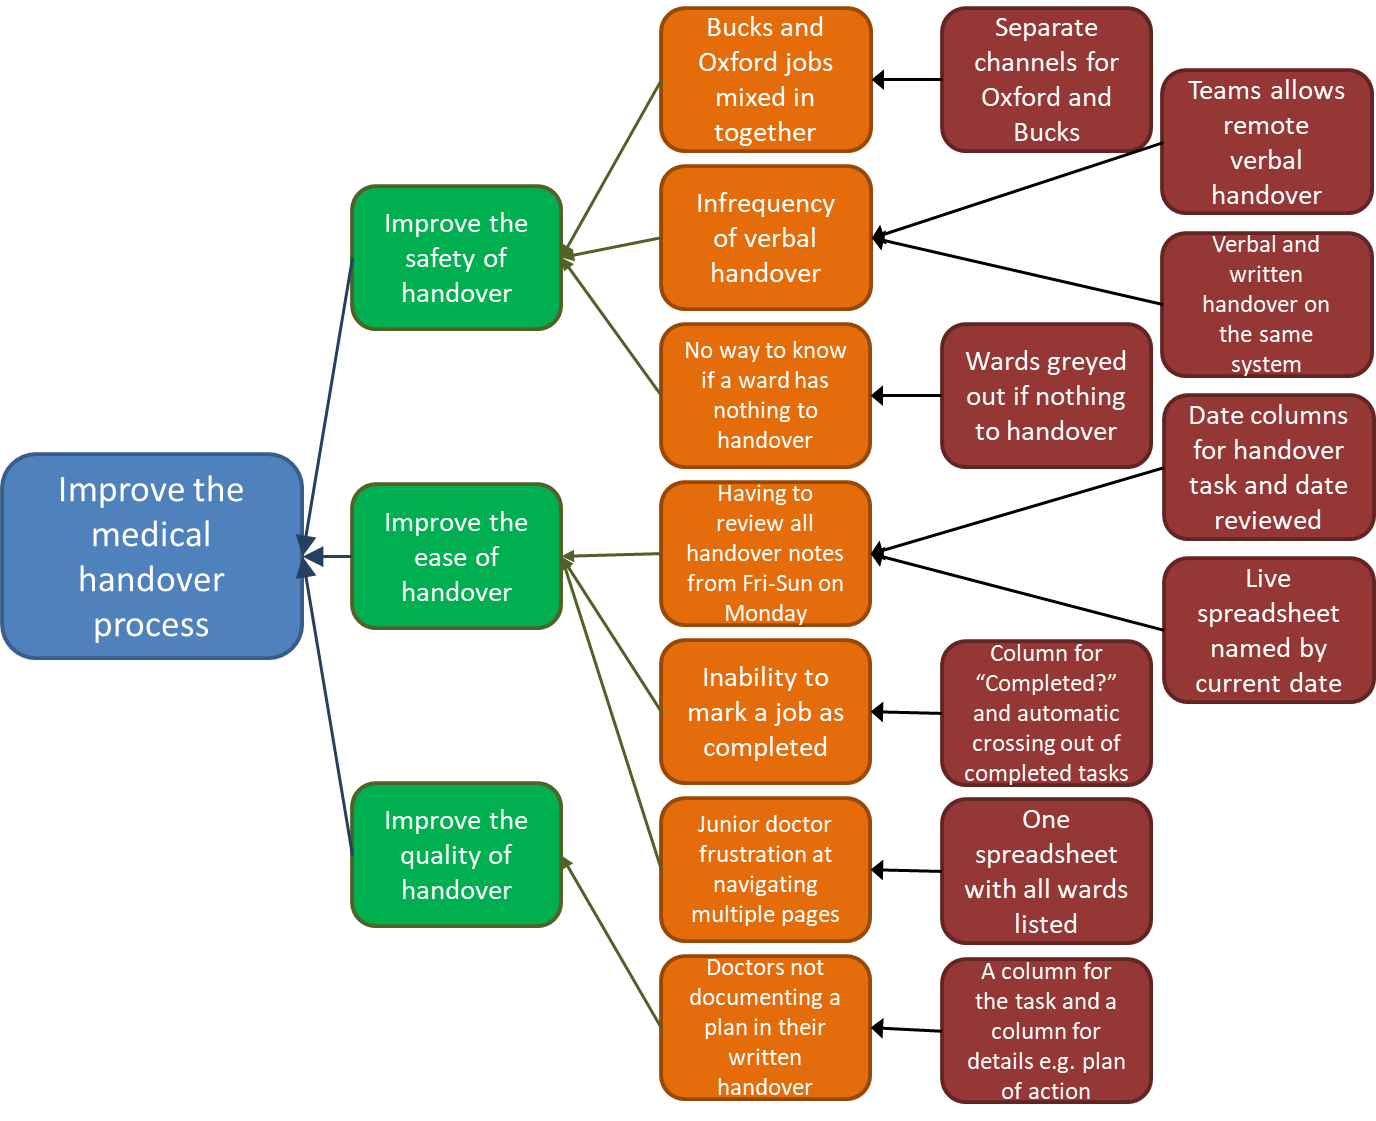 Improve the
medical
handover
process
Improve the
safety of
handover
Improve the
ease of
handover
Improve the
quality of
handover
Bucks and
Oxford jobs
mixed in
together
Infrequency
of verbal
handover
No way to know
if a ward has
nothing to
handover
Having to
review all
handover notes
from Fri-Sun on
Monday
Inability to
mark a job as
completed
Junior doctor
frustration at
navigating
multiple pages
Doctors not
documenting a
plan in their
written
handover
Separate
channels for
Oxford and
Bucks
Teams allows
remote
verbal
handover
Verbal and
written
handover on
the same
system
Wards greyed
out if nothing
to handover
Date columns
for handover
task and date
reviewed
Live
spreadsheet
named by
current date
Column for
“Completed?”
and automatic
crossing out of
completed tasks
One
spreadsheet
with all wards
listed
A column for
the task and a
column for
details e.g. plan
of action